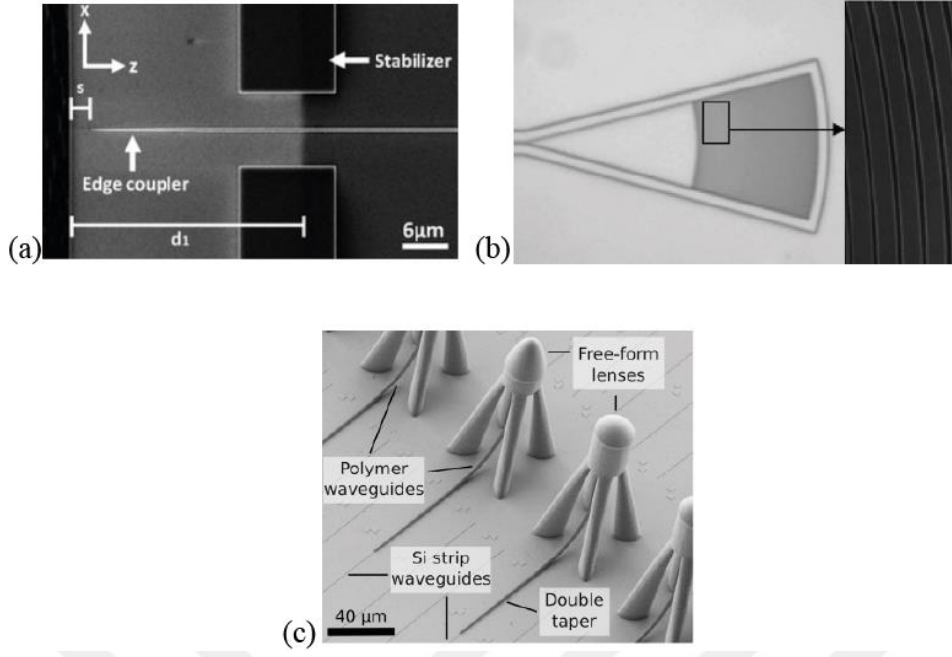 x
z
s
Stabilizer
Edge coupler
d₁
6μm
(a)
(b)
Free-form
lenses
Polymer
waveguides
Si strip
waveguides
Double
taper
40 μm
(c)